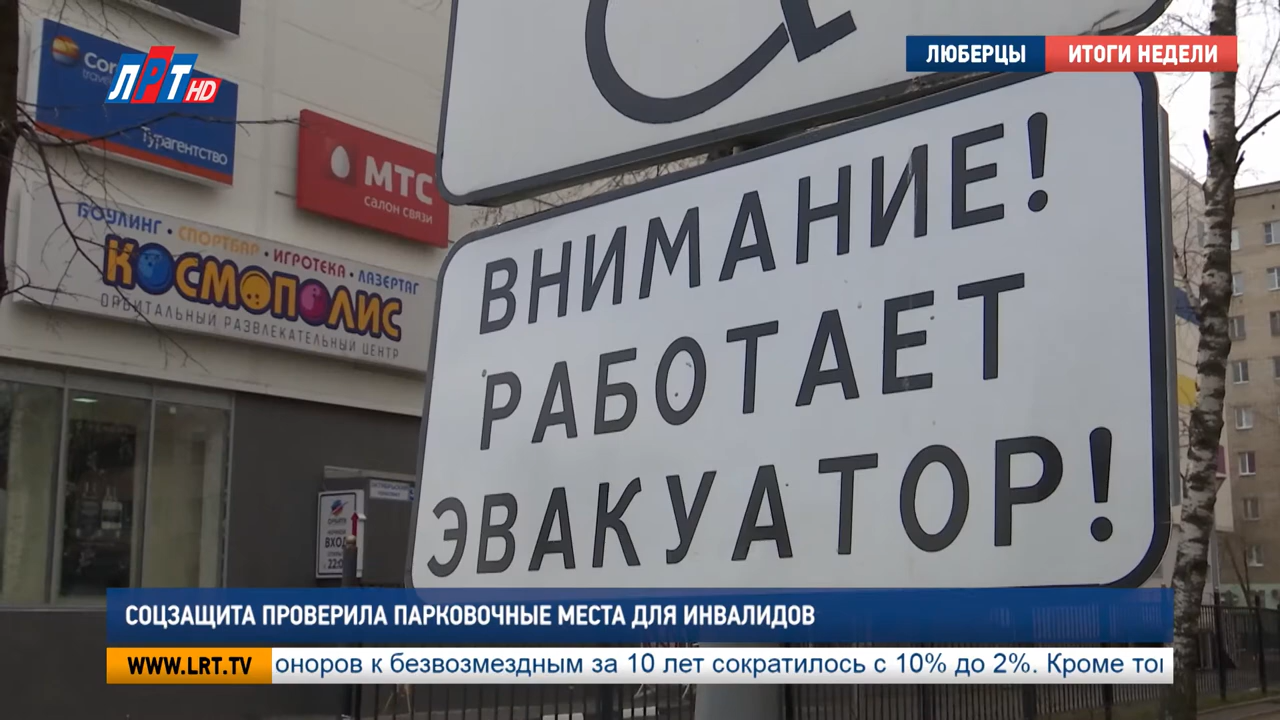 ЛРТ HD
ЛЮБЕРЦЫ
ИТОГИ НЕДЕЛИ
Турагентство
МТС
салон связи
БОУЛИНГ • СПОРТБАР • ИГРОТЕКА • ЛАЗЕРТАГ
КОСМОПОЛИС
ОРБИТАЛЬНЫЙ РАЗВЛЕКАТЕЛЬНЫЙ ЦЕНТР
ВНИМАНИЕ!
РАБОТАЕТ
ЭВАКУАТОР!
ВХОД
СОЦЗАЩИТА ПРОВЕРИЛА ПАРКОВОЧНЫЕ МЕСТА ДЛЯ ИНВАЛИДОВ
WWW.LRT.TV
оноров к безвозмездным за 10 лет сократилось с 10% до 2%. Кроме тог